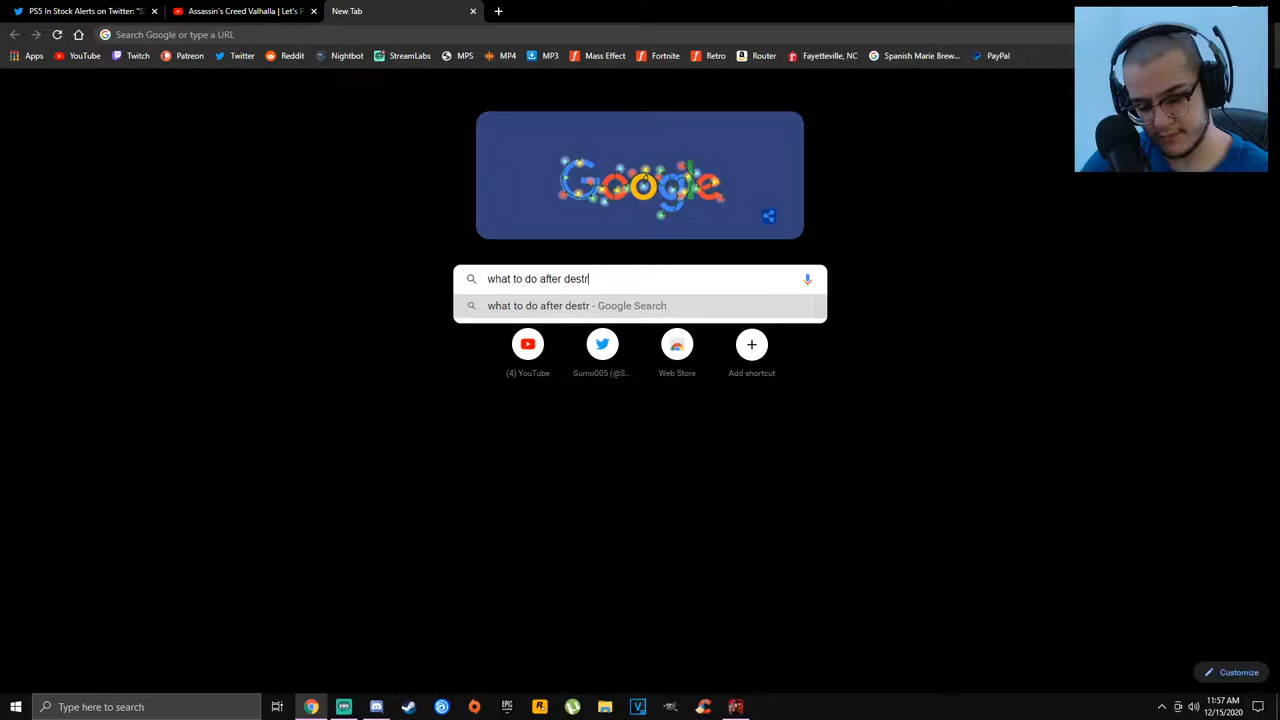 PS5 In Stock Alerts on Twitter: "S
Assassin's Creed Valhalla | Let's P
New Tab
Search Google or type a URL
Apps
YouTube
Twitch
Patreon
Twitter
Reddit
Nightbot
StreamLabs
MPS
MP4
MP3
Mass Effect
Fortnite
Retro
Router
Fayetteville, NC
Spanish Marie Brew...
PayPal
Google
what to do after destr
what to do after destr - Google Search
(4) YouTube
Sumo005 (@S...
Web Store
Add shortcut
Customize
Type here to search
EPIC
11:57 AM
12/15/2020